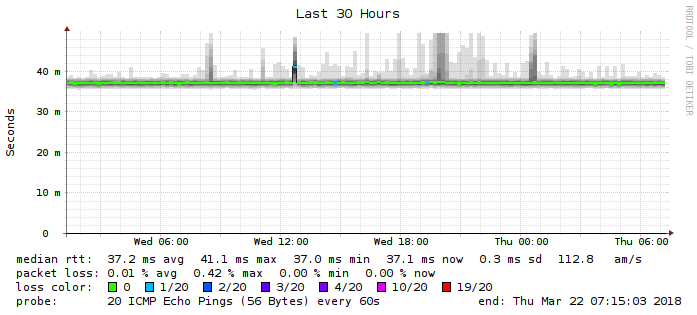 Last 30 Hours
RRDTOOL / TOBI OETIKER
Seconds
40 m
30 m
20 m
10 m
0
Wed 06:00 Wed 12:00 Wed 18:00 Thu 00:00 Thu 06:00
median rtt: 37.2 ms avg 41.1 ms max 37.0 ms min 37.1 ms now 0.3 ms sd 112.8 am/s
packet loss: 0.01 % avg 0.42 % max 0.00 % min 0.00 % now
loss color: 0 1/20 2/20 3/20 4/20 10/20 19/20
probe: 20 ICMP Echo Pings (56 Bytes) every 60s end: Thu Mar 22 07:15:03 2018